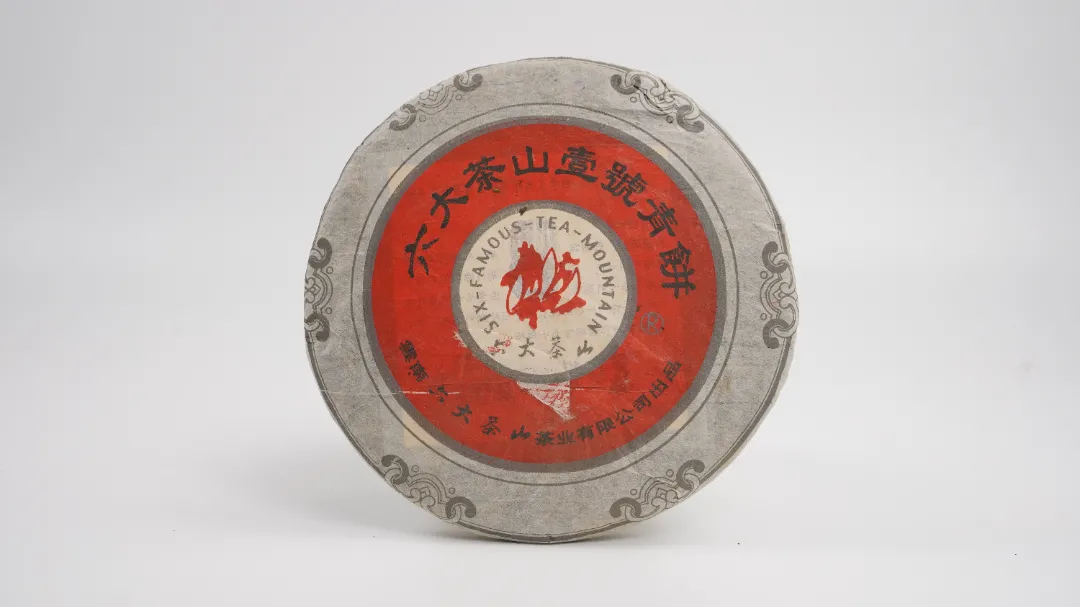 六大茶山壹號青餅
SIX-FAMOUS-TEA-MOUNTAIN
六大茶山
雲南六大茶山茶业有限公司出品